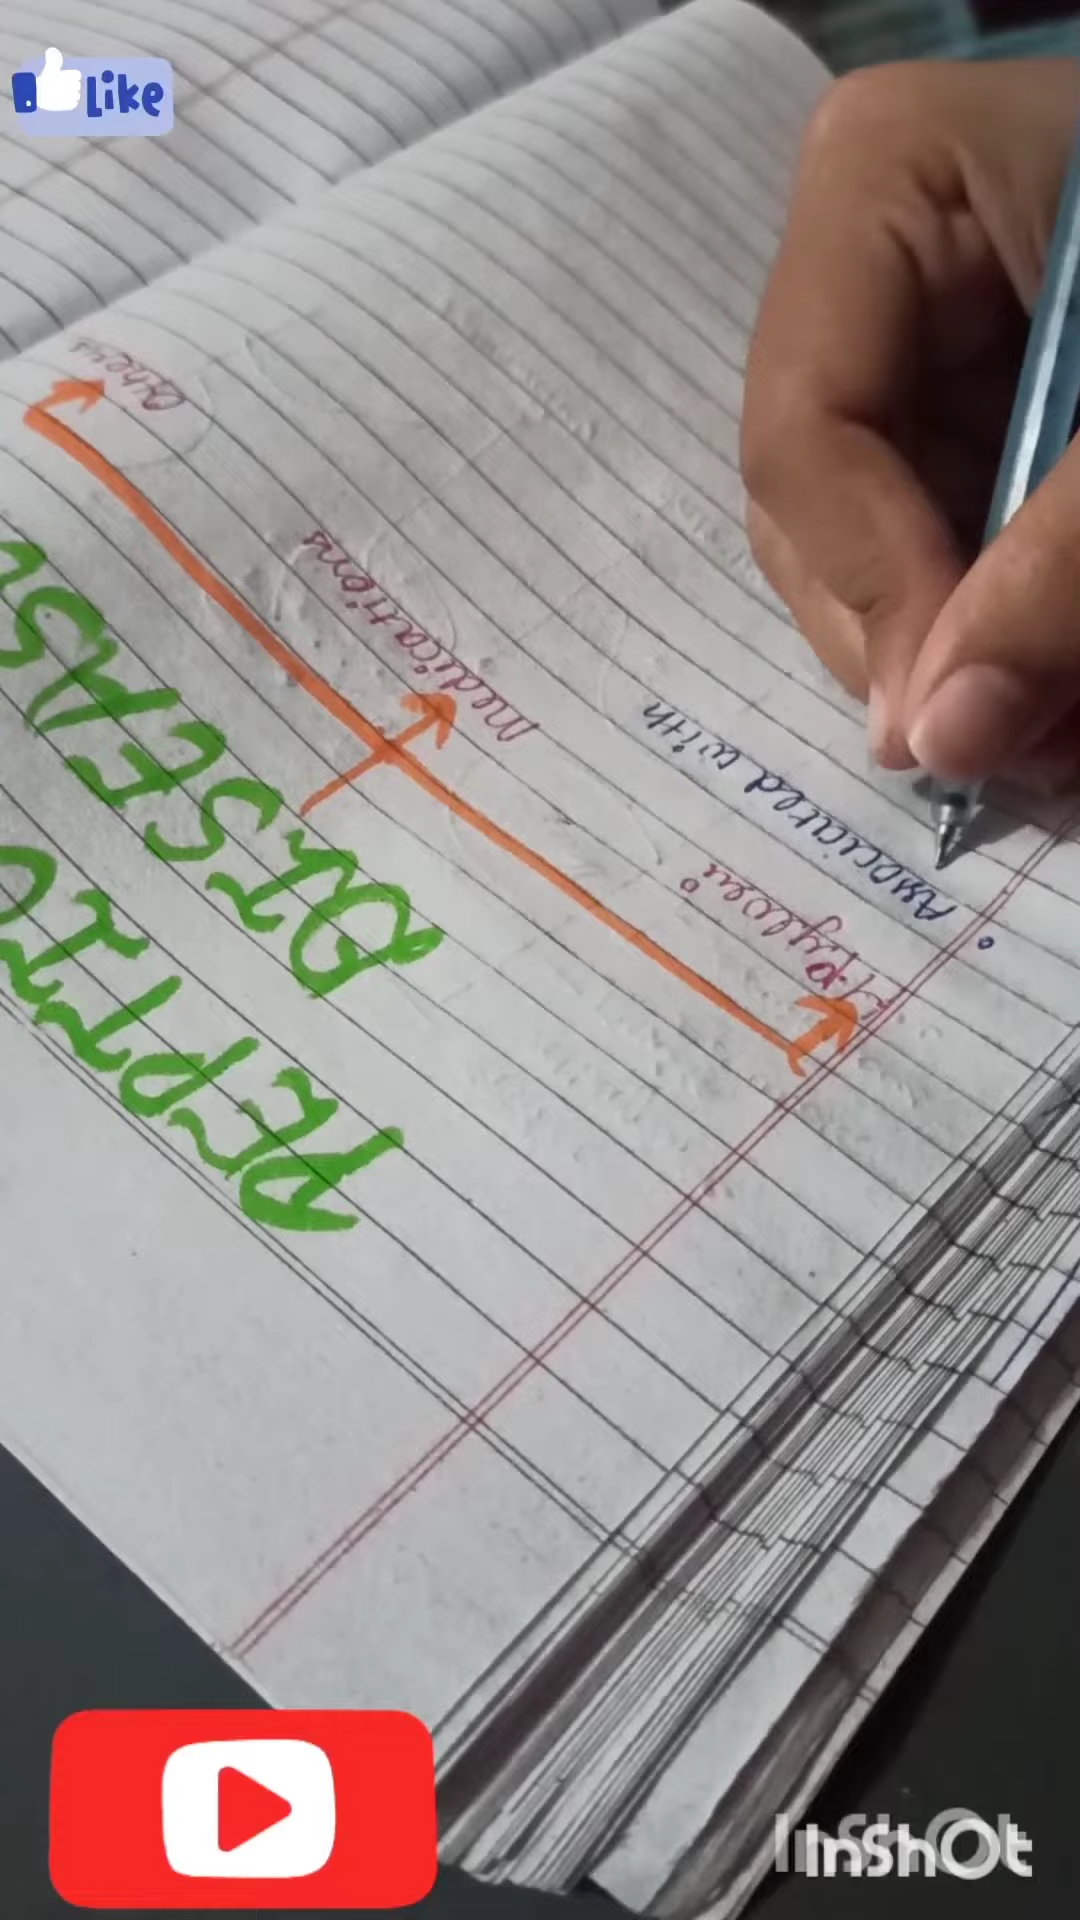 Like
PEPTIC
DISEASE
H.Pylori
medications
Others
• Associated with
InShOt